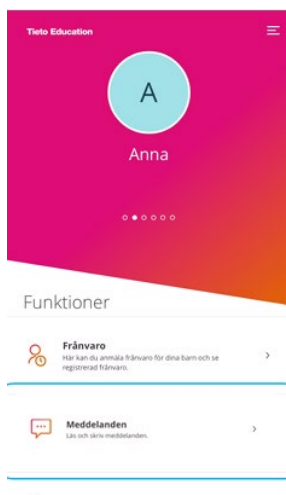 Tieto Education
A
Anna
Funktioner
Frånvaro
Här kan du anmäla frånvaro för dina barn och se
registrerad frånvaro.
Meddelanden
Läs och skriv meddelanden.